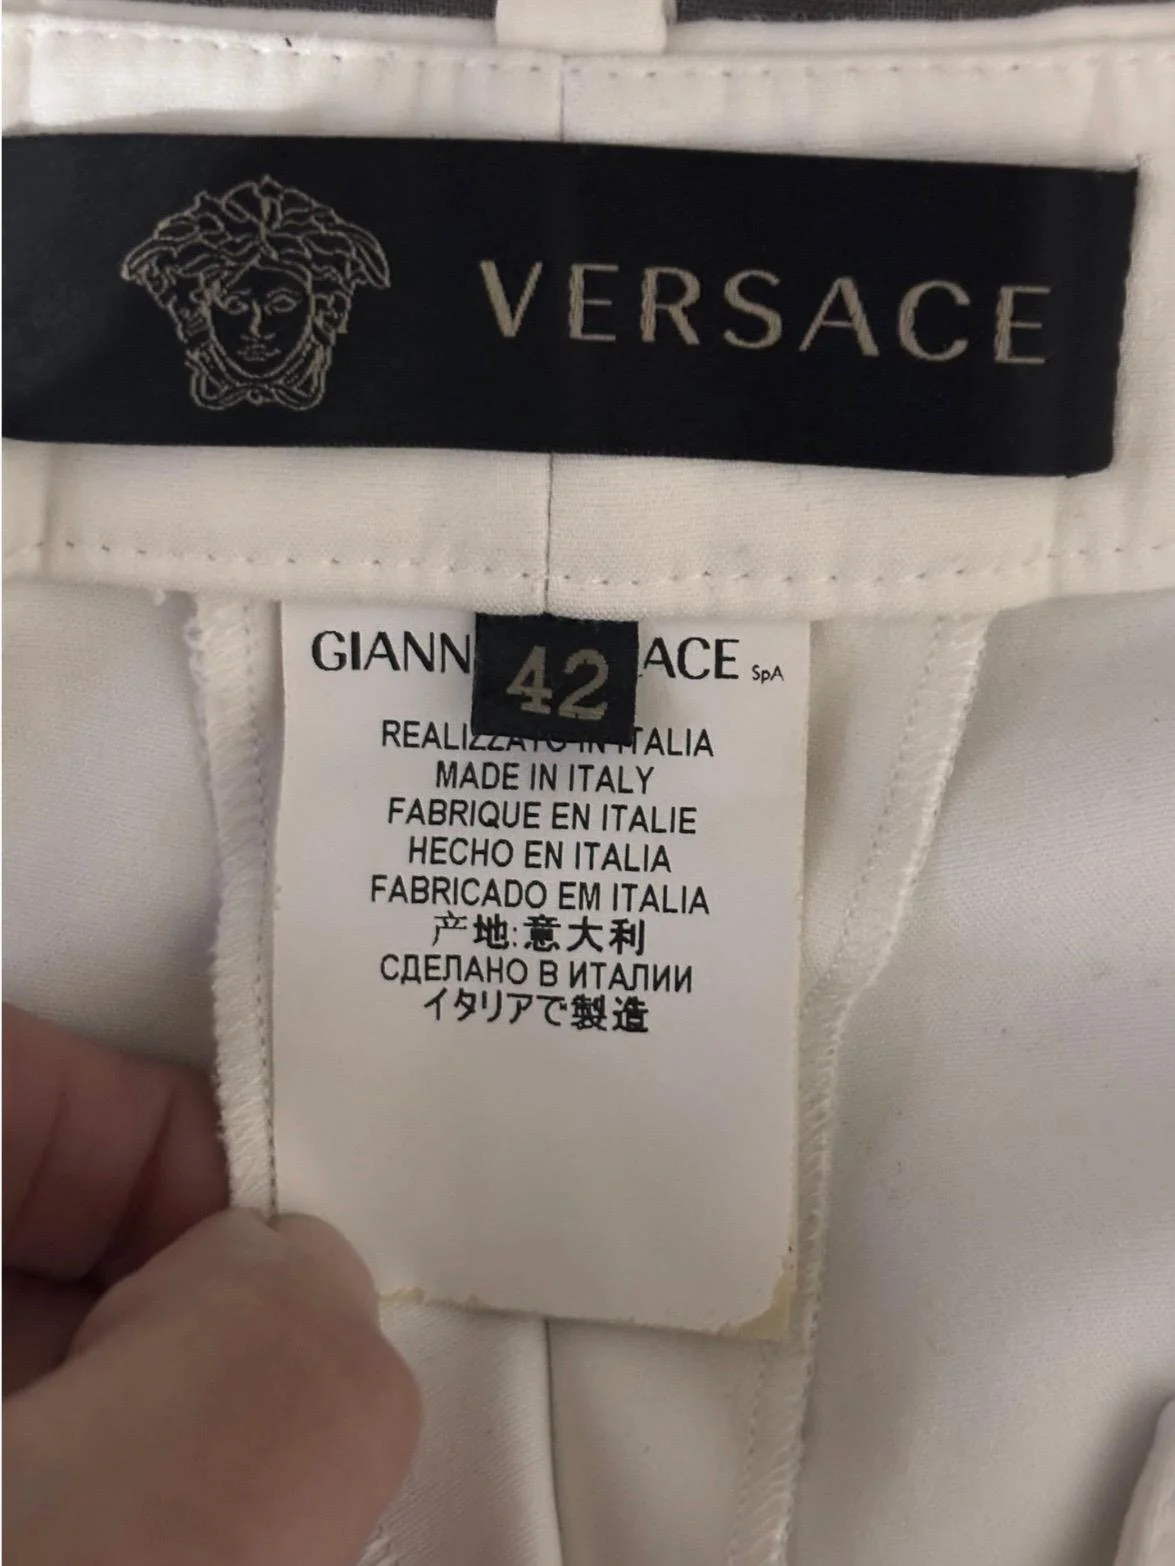 VERSACE
42
GIANN ACE SpA
REALIZZATO IN ITALIA
MADE IN ITALY
FABRIQUE EN ITALIE
HECHO EN ITALIA
FABRICADO EM ITALIA
产地:意大利
СДЕЛАНО В ИТАЛИИ
イタリアで製造